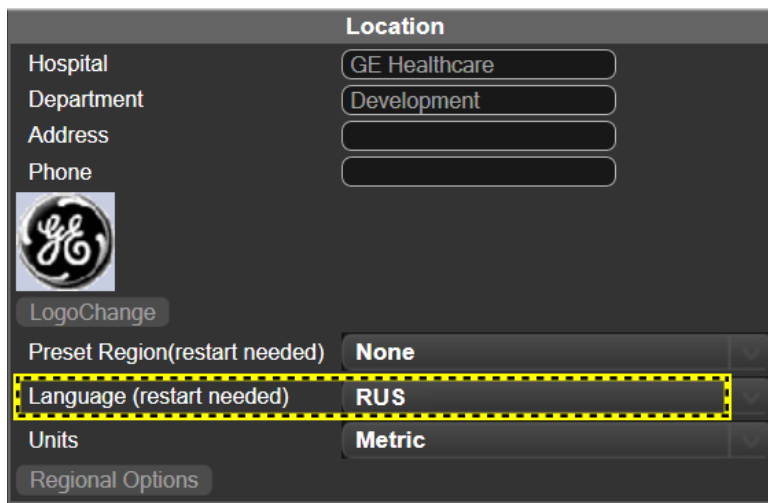 Location
Hospital GE Healthcare
Department Development
Address
Phone
GE
LogoChange
Preset Region(restart needed) None
Language (restart needed) RUS
Units Metric
Regional Options